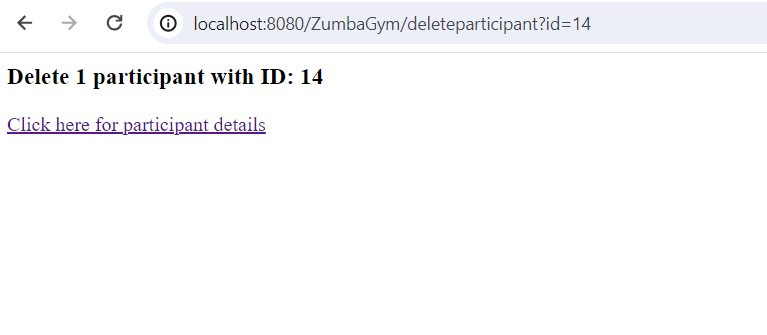 localhost:8080/ZumbaGym/deleteparticipant?id=14
Delete 1 participant with ID: 14
Click here for participant details